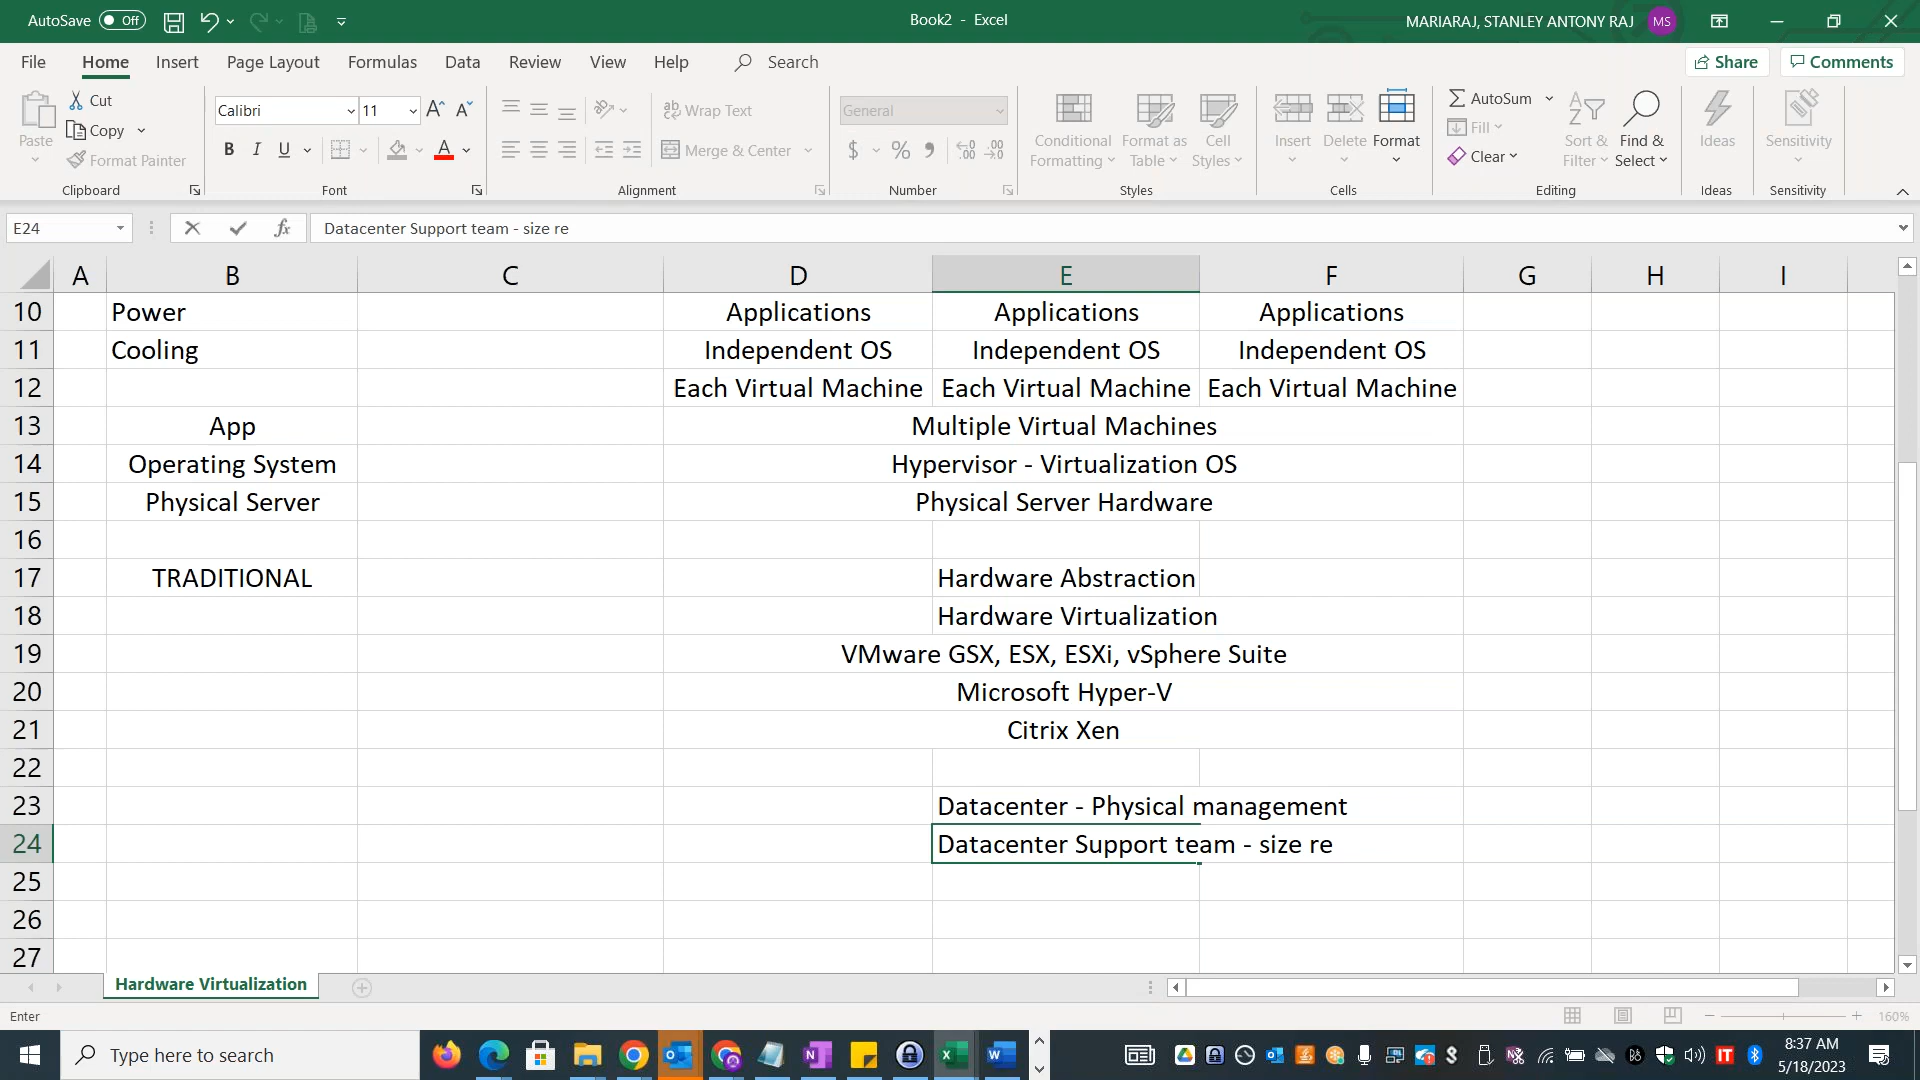 AutoSave Off Book2 - Excel MARIARAJ, STANLEY ANTONY RAJ MS
File Home Insert Page Layout Formulas Data Review View Help Search Share Comments
Paste Cut Copy Format Painter Clipboard
Calibri 11 B I U A Font
ab Wrap Text Merge & Center Alignment
General $ % Number
Conditional Formatting Format as Table Cell Styles Styles
Insert Delete Format Cells
AutoSum Fill Clear Sort & Filter Find & Select Editing
Ideas Ideas
Sensitivity Sensitivity
E24 fx Datacenter Support team - size re
A B C D E F G H I
10 Power Applications Applications Applications
11 Cooling Independent OS Independent OS Independent OS
12 Each Virtual Machine Each Virtual Machine Each Virtual Machine
13 App Multiple Virtual Machines
14 Operating System Hypervisor - Virtualization OS
15 Physical Server Physical Server Hardware
16
17 TRADITIONAL Hardware Abstraction
18 Hardware Virtualization
19 VMware GSX, ESX, ESXi, vSphere Suite
20 Microsoft Hyper-V
21 Citrix Xen
22
23 Datacenter - Physical management
24 Datacenter Support team - size re
25
26
27
Hardware Virtualization
Enter 160%
Type here to search 8:37 AM
5/18/2023